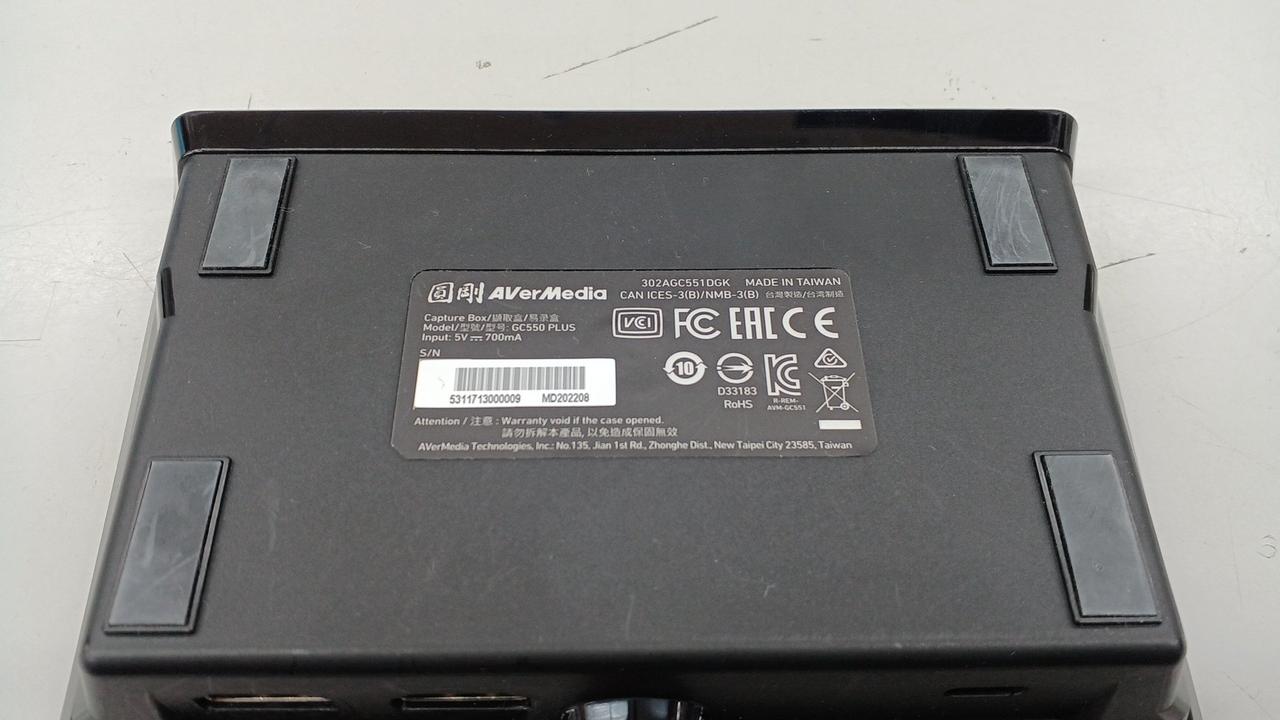 圓剛 AVerMedia
302AGC551DGK MADE IN TAIWAN
CAN ICES-3(B)/NMB-3(B) 台灣製造/台湾制造
Capture Box/擷取盒/易录盒
Model/型號/型号: GC550 PLUS
Input: 5V ⎓ 700mA
VCI FC EAC CE
S/N
5311713000009 MD202208
10
D33183
RoHS
R-REM-
AVM-GC551
Attention / 注意 : Warranty void if the case opened.
請勿拆解本產品, 以免造成保固無效
AVerMedia Technologies, Inc.: No.135, Jian 1st Rd., Zhonghe Dist., New Taipei City 23585, Taiwan